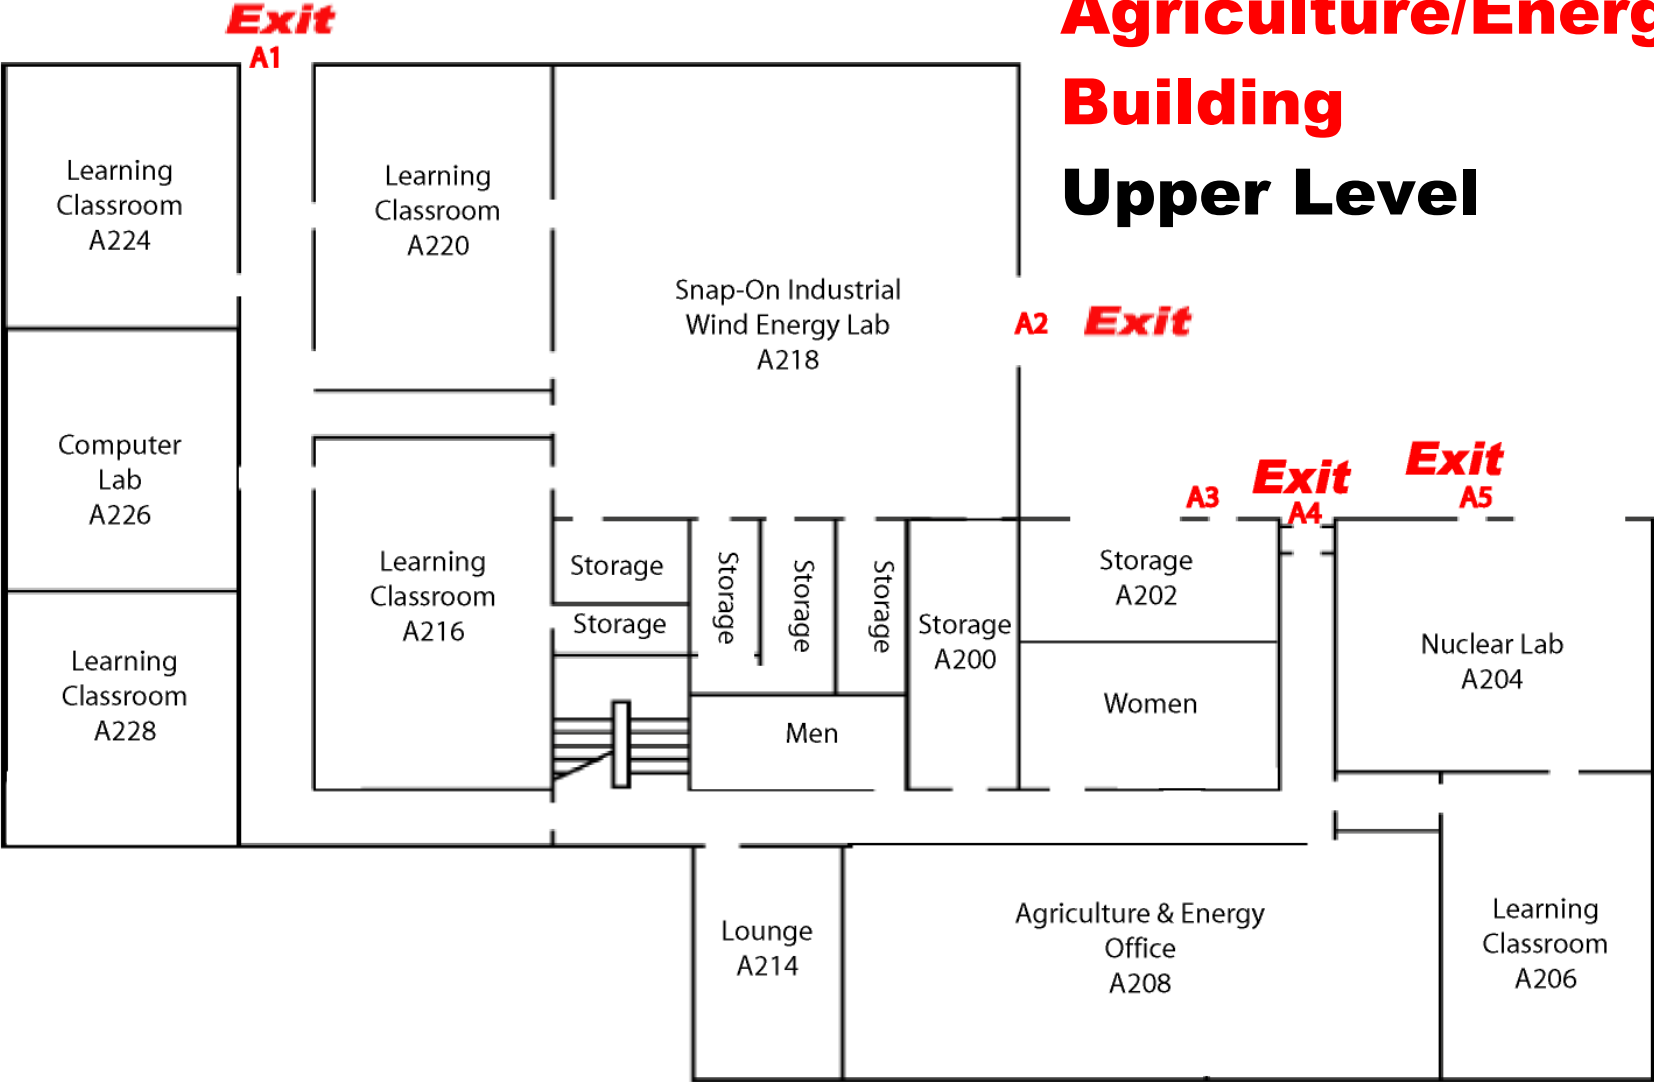 Exit
A1
Agriculture/Energ
Building
Upper Level
Learning
Classroom
A224
Learning
Classroom
A220
Snap-On Industrial
Wind Energy Lab
A218
A2 Exit
Computer
Lab
A226
Exit
A3
A4
Exit
A5
Learning
Classroom
A216
Storage
Storage
Storage
Storage
Storage
Storage
A200
Storage
A202
Nuclear Lab
A204
Learning
Classroom
A228
Men
Women
Lounge
A214
Agriculture & Energy
Office
A208
Learning
Classroom
A206